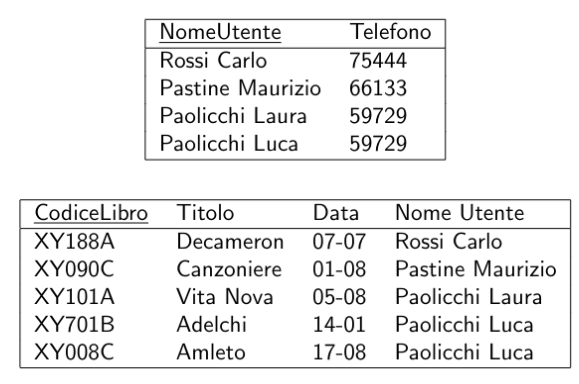 NomeUtente Telefono
Rossi Carlo 75444
Pastine Maurizio 66133
Paolicchi Laura 59729
Paolicchi Luca 59729
CodiceLibro Titolo Data Nome Utente
XY188A Decameron 07-07 Rossi Carlo
XY090C Canzoniere 01-08 Pastine Maurizio
XY101A Vita Nova 05-08 Paolicchi Laura
XY701B Adelchi 14-01 Paolicchi Luca
XY008C Amleto 17-08 Paolicchi Luca